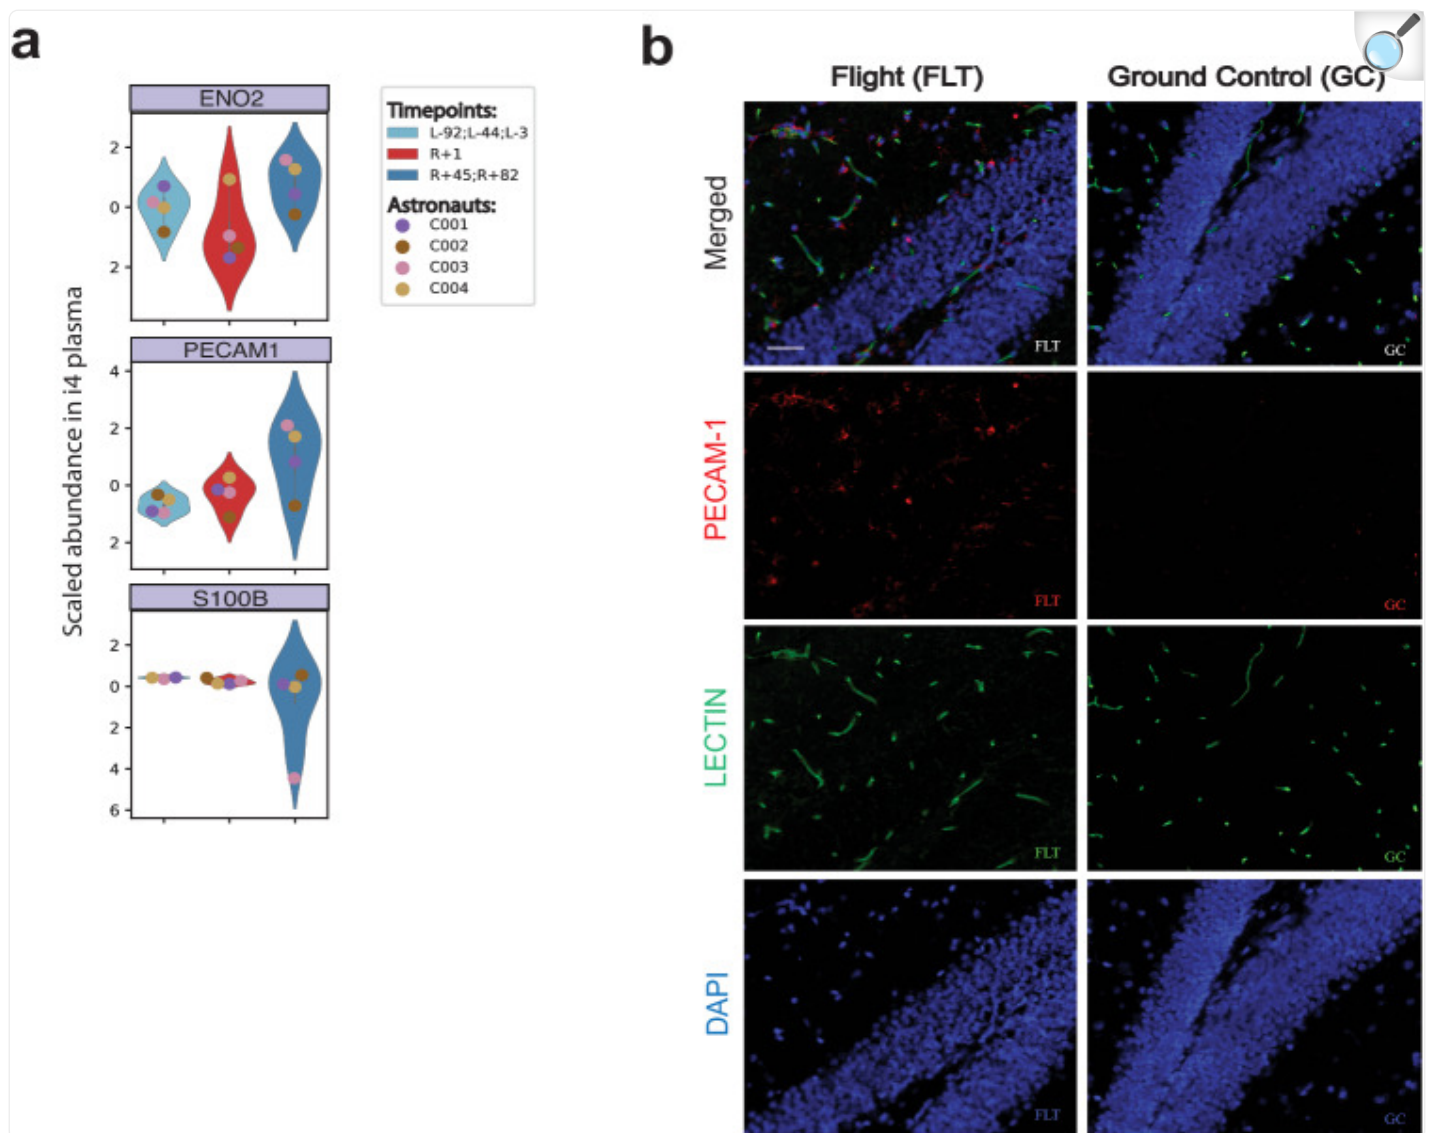 a
ENO2
2
0
2
PECAM1
4
2
0
2
S100B
2
0
2
4
6
Scaled abundance in i4 plasma
Timepoints:
L-92;L-44;L-3
R+1
R+45;R+82
Astronauts:
C001
C002
C003
C004
b
Flight (FLT)
Ground Control (GC)
Merged
FLT
GC
PECAM-1
FLT
GC
LECTIN
FLT
GC
DAPI
FLT
GC